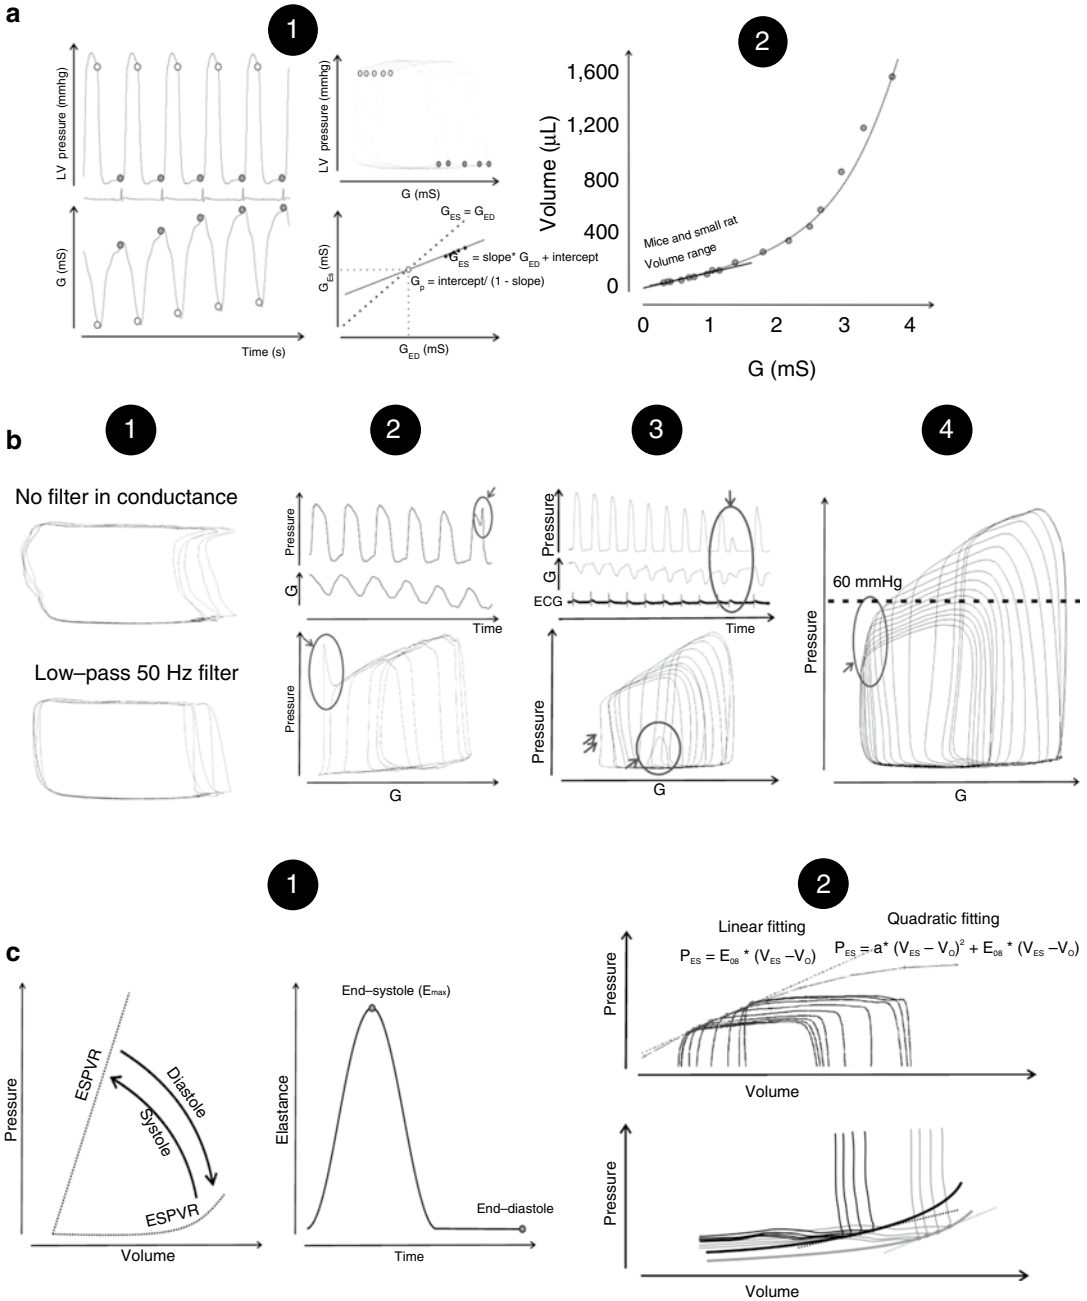 a
1
LV pressure (mmhg)
G (mS)
Time (s)
LV pressure (mmhg)
G (mS)
G_ES = G_ED
G_Es (mS)
G_ES = slope* G_ED + intercept
G_p = intercept/ (1 - slope)
G_ED (mS)
2
Volume (μL)
1,600
1,200
800
400
0
Mice and small rat
Volume range
0 1 2 3 4
G (mS)
b
1
No filter in conductance
Low–pass 50 Hz filter
2
Pressure
G
Time
Pressure
G
3
Pressure
G
ECG
Time
Pressure
G
4
60 mmHg
Pressure
G
c
1
Pressure
ESPVR
Diastole
Systole
ESPVR
Volume
Elastance
End–systole (Emax)
End–diastole
Time
2
Linear fitting
P_ES = E_08 * (V_ES –V_O)
Quadratic fitting
P_ES = a* (V_ES – V_O)² + E_08 * (V_ES –V_O)
Pressure
Volume
Pressure
Volume